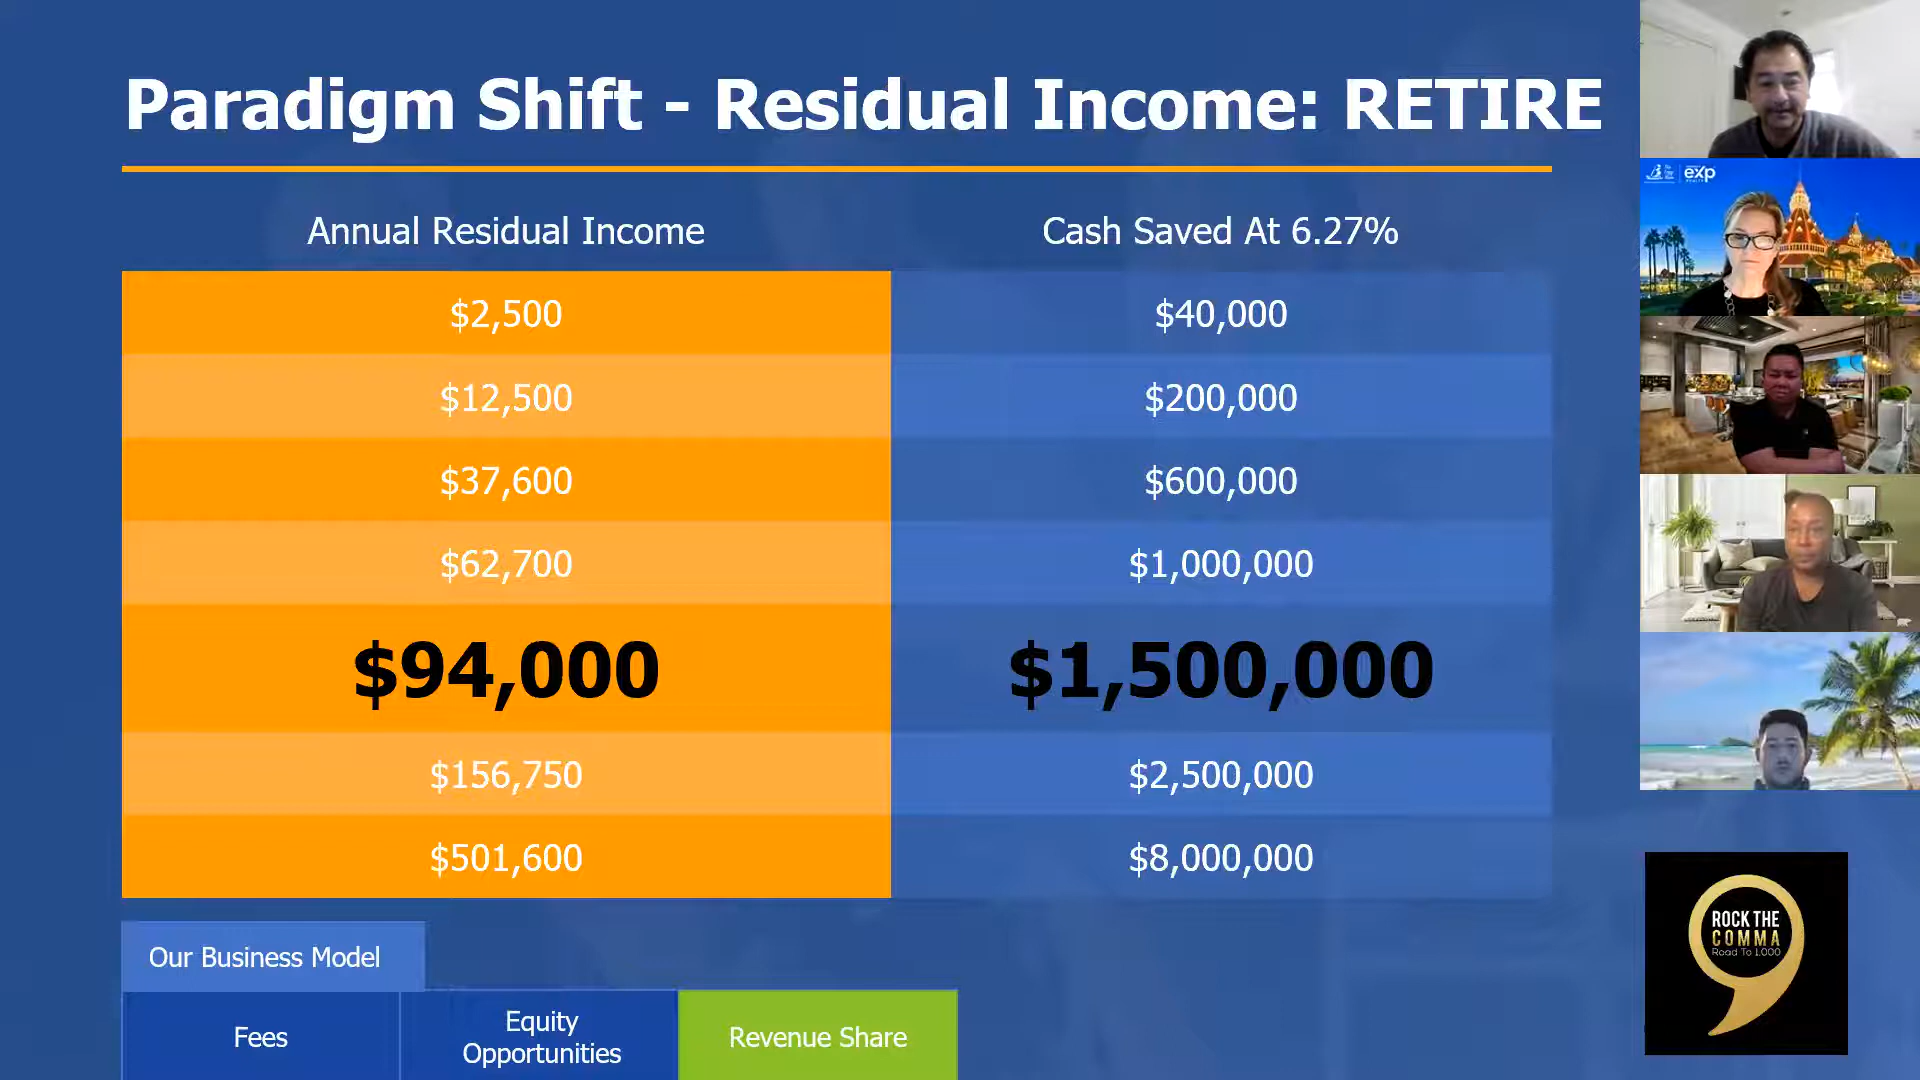 Paradigm Shift - Residual Income: RETIRE
Annual Residual Income
Cash Saved At 6.27%
$2,500
$40,000
$12,500
$200,000
$37,600
$600,000
$62,700
$1,000,000
$94,000
$1,500,000
$156,750
$2,500,000
$501,600
$8,000,000
Our Business Model
Fees
Equity
Opportunities
Revenue Share
exp
ROCK THE
COMMA
Road To 1,000